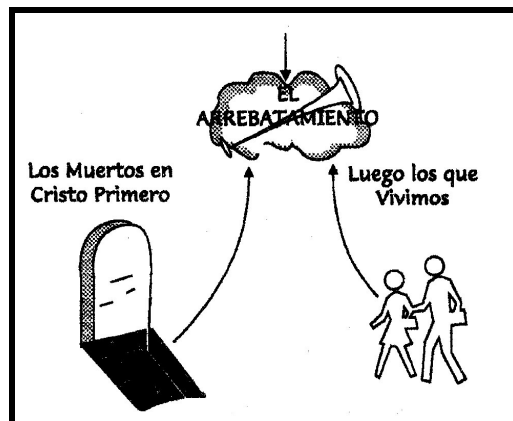 EL
ARREBATAMIENTO
Los Muertos en
Cristo Primero
Luego los que
Vivimos